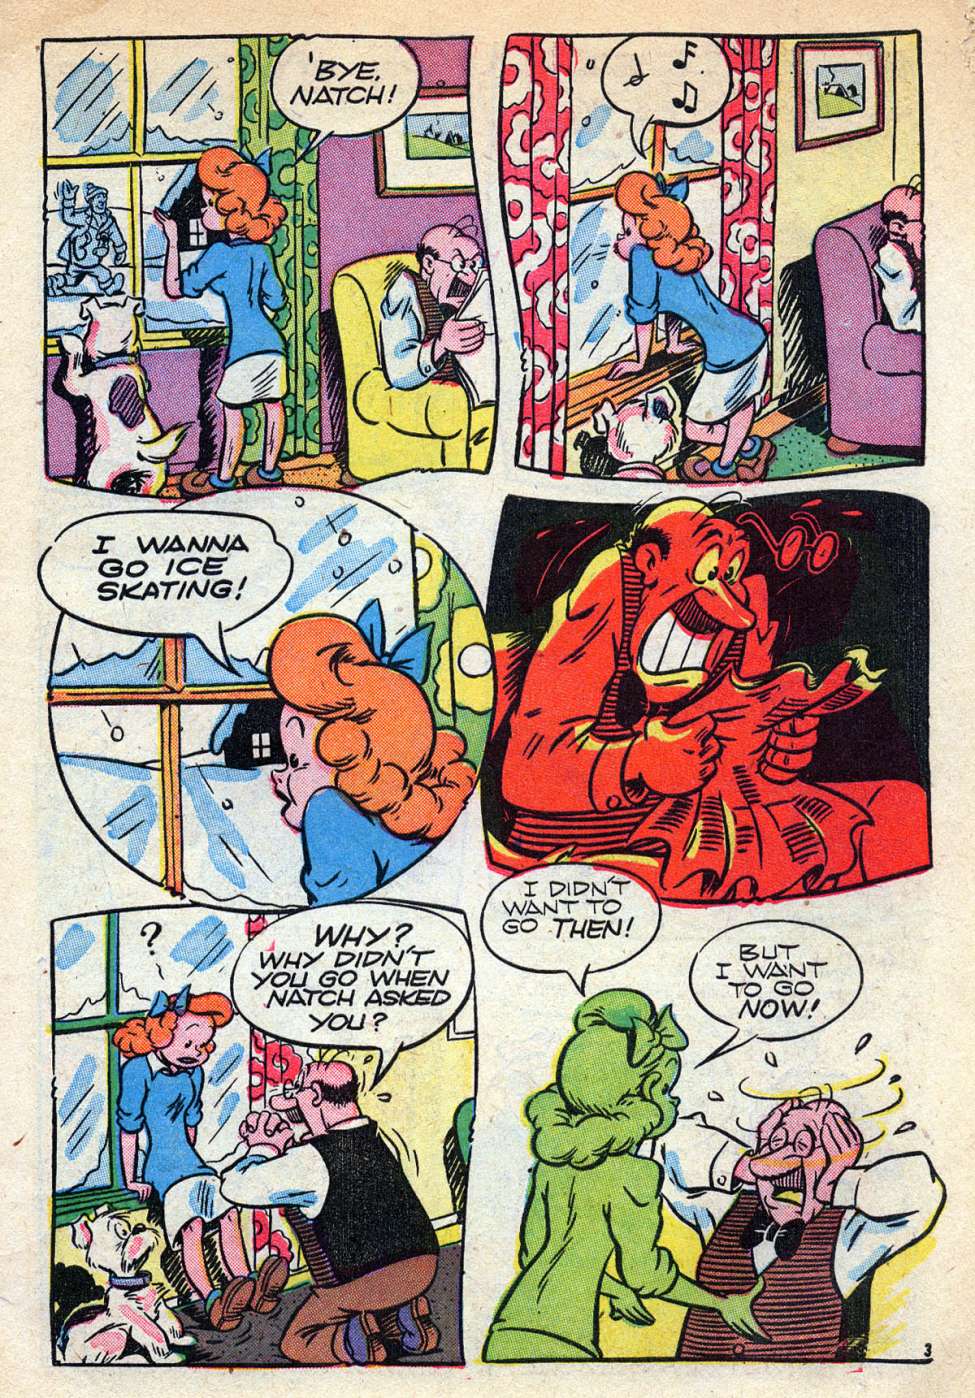 'BYE,
NATCH!
I WANNA
GO ICE
SKATING!
WHY?
WHY DIDN'T
YOU GO WHEN
NATCH ASKED
YOU?
?
I DIDN'T
WANT TO
GO THEN!
BUT
I WANT
TO GO
NOW!
3